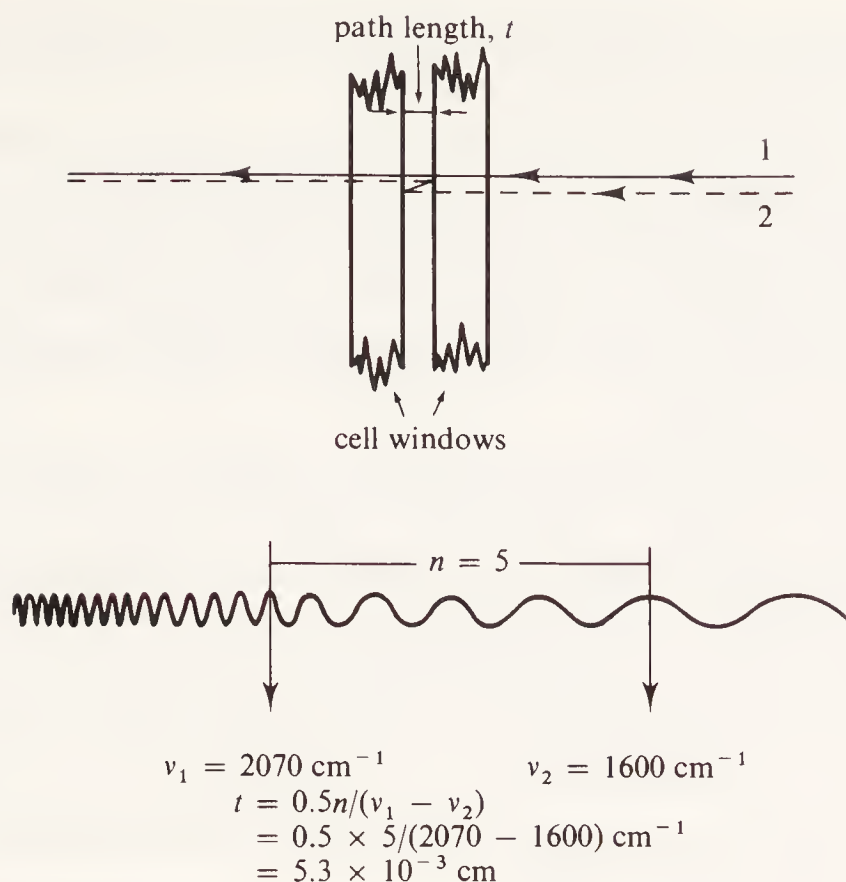 path length, t
1
2
cell windows
n = 5
ν₁ = 2070 cm⁻¹ ν₂ = 1600 cm⁻¹
t = 0.5n/(ν₁ − ν₂)
= 0.5 × 5/(2070 − 1600) cm⁻¹
= 5.3 × 10⁻³ cm